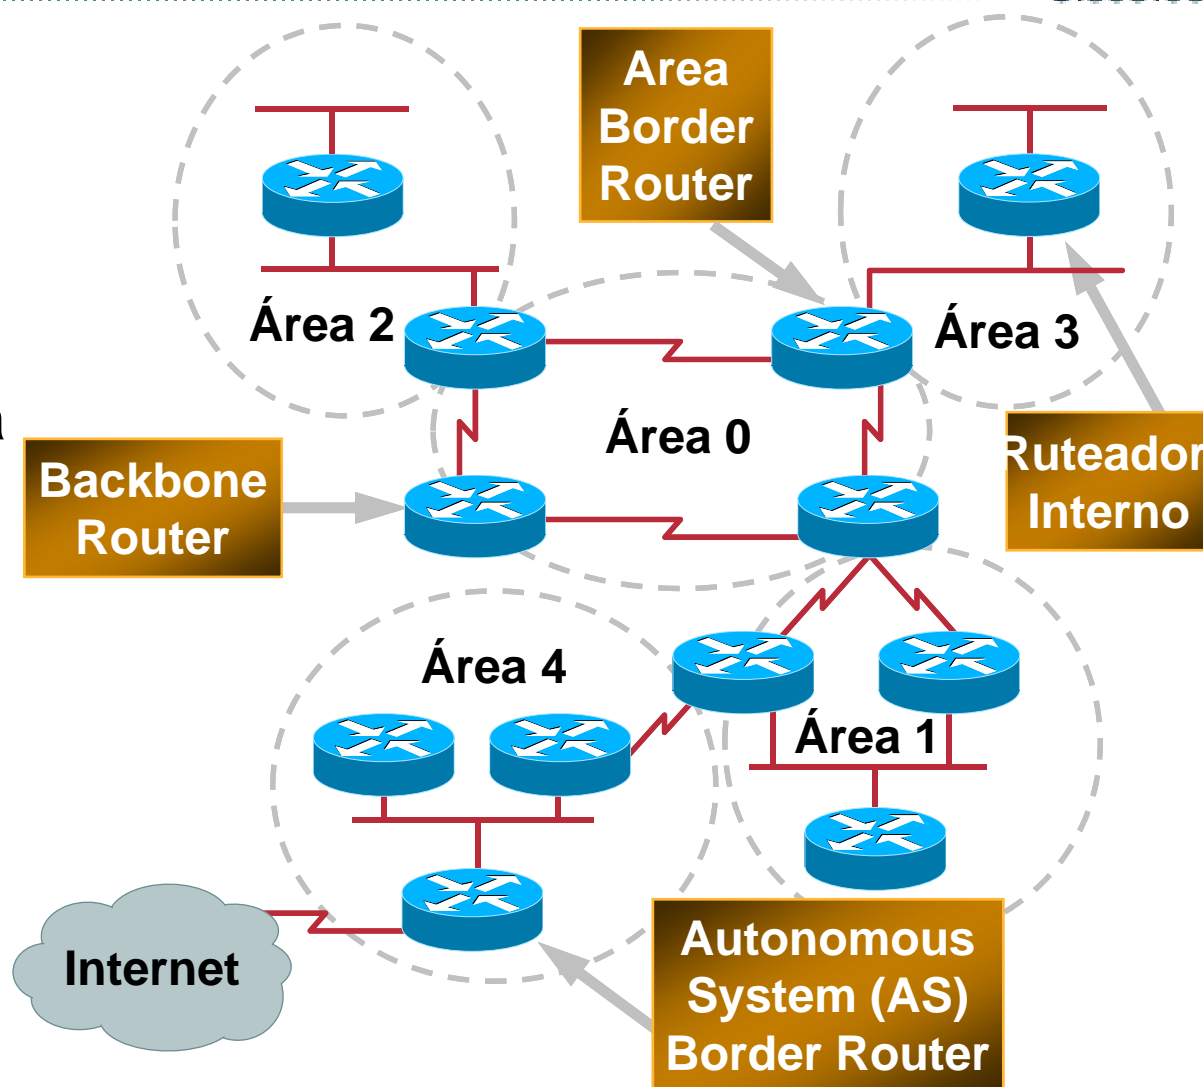 Area
Border
Router
Área 2
Área 3
Área 0
Backbone
Router
Ruteador
Interno
Área 4
Área 1
Internet
Autonomous
System (AS)
Border Router